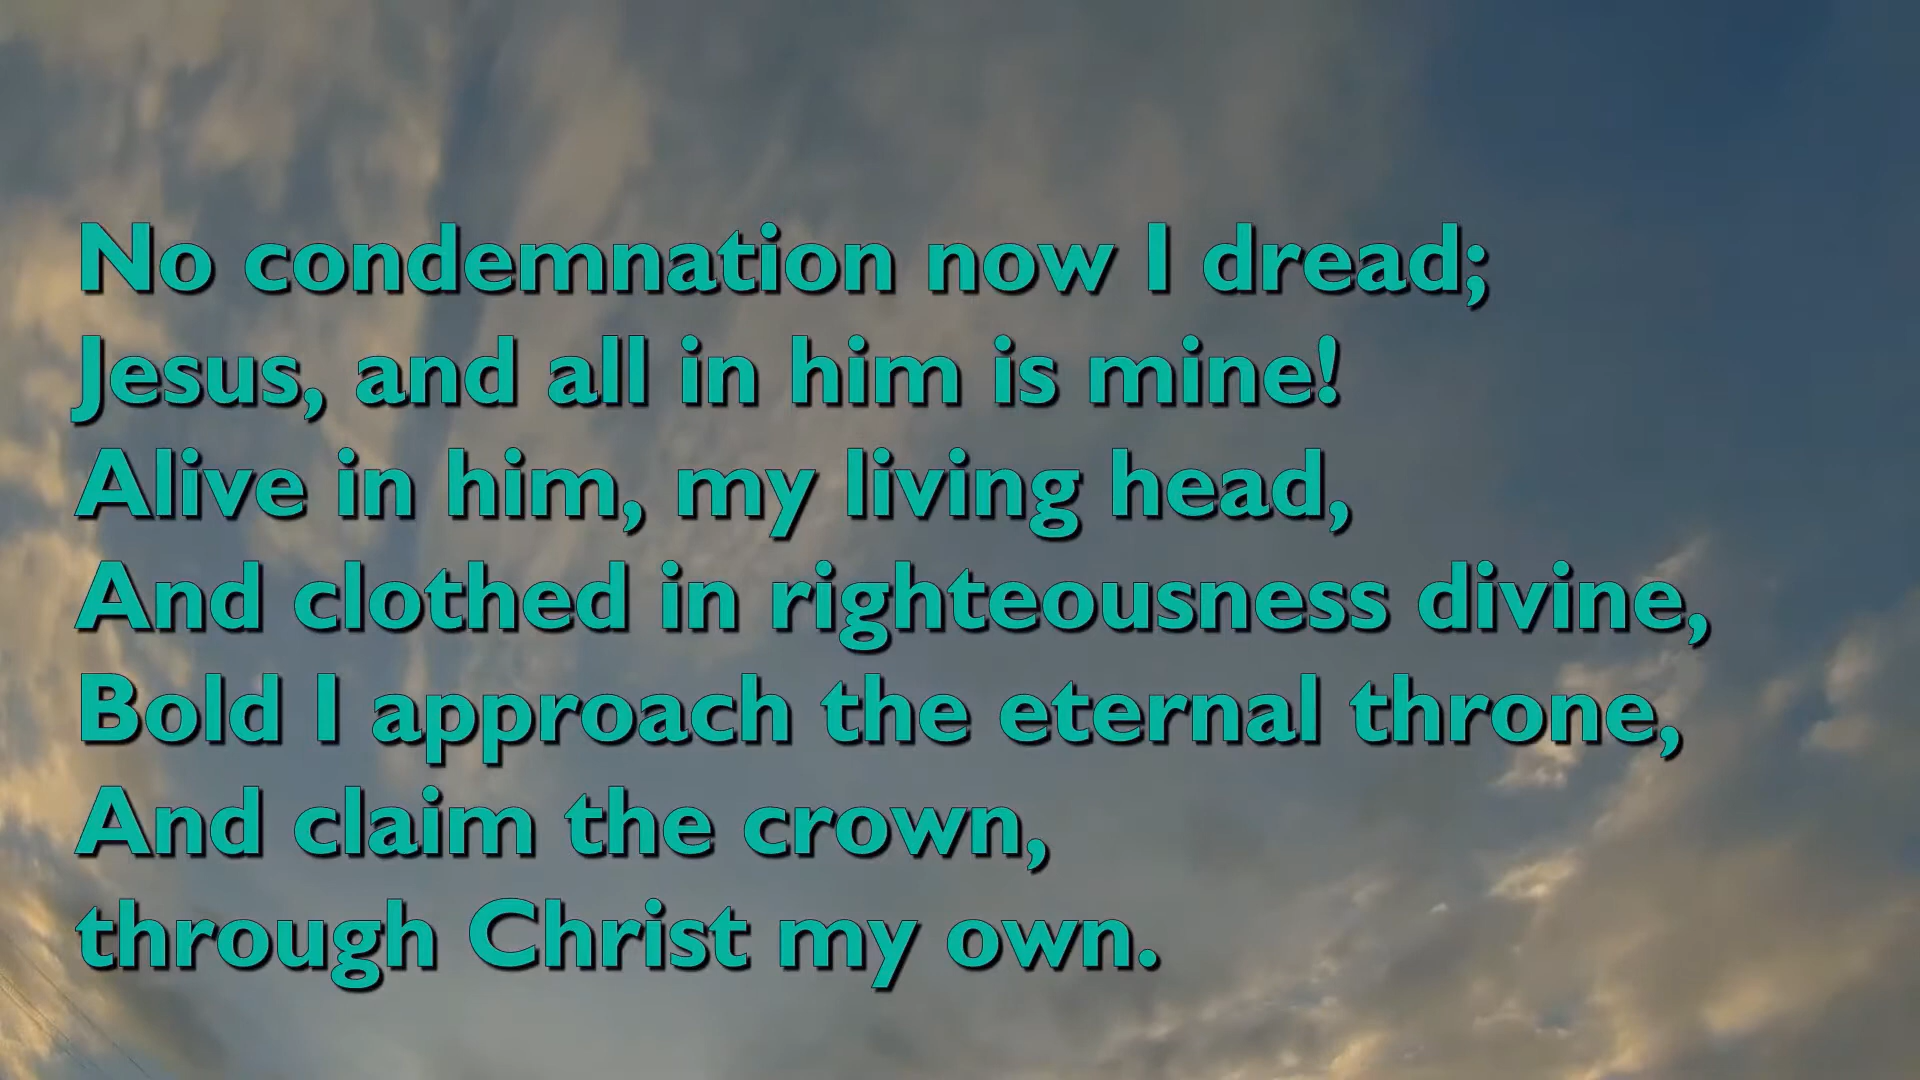 No condemnation now I dread;
Jesus, and all in him is mine!
Alive in him, my living head,
And clothed in righteousness divine,
Bold I approach the eternal throne,
And claim the crown,
through Christ my own.